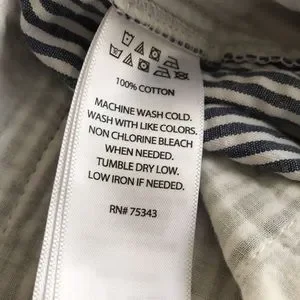 100% COTTON
MACHINE WASH COLD.
WASH WITH LIKE COLORS.
NON CHLORINE BLEACH
WHEN NEEDED.
TUMBLE DRY LOW.
LOW IRON IF NEEDED.
RN# 75343